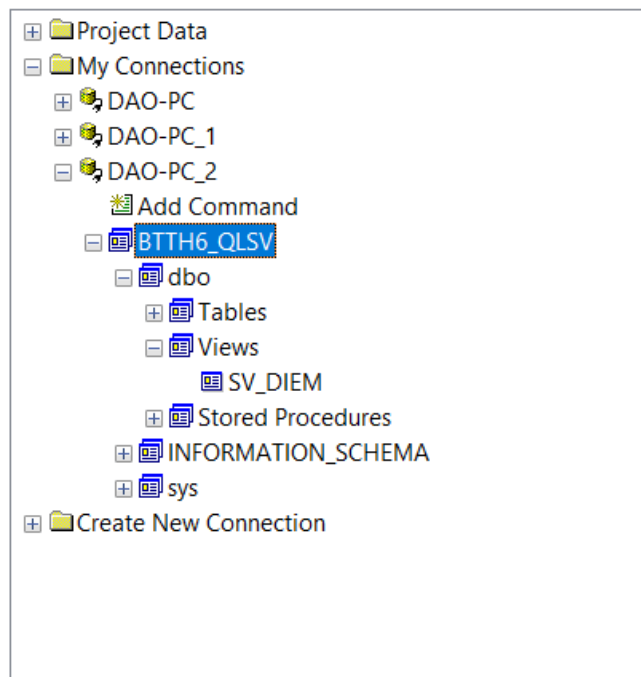 Project Data
My Connections
DAO-PC
DAO-PC_1
DAO-PC_2
Add Command
BTTH6_QLSV
dbo
Tables
Views
SV_DIEM
Stored Procedures
INFORMATION_SCHEMA
sys
Create New Connection